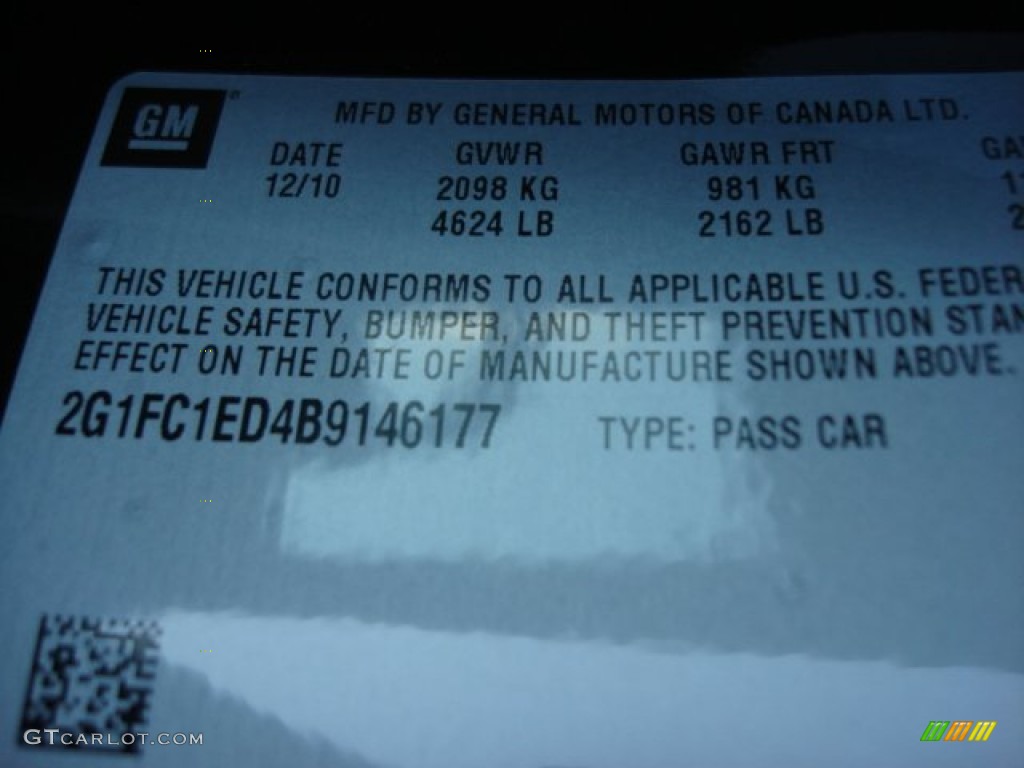 GM
MFD BY GENERAL MOTORS OF CANADA LTD.
DATE GVWR GAWR FRT
12/10 2098 KG 981 KG
4624 LB 2162 LB
THIS VEHICLE CONFORMS TO ALL APPLICABLE U.S.
VEHICLE SAFETY, BUMPER, AND THEFT PREVENTION
EFFECT ON THE DATE OF MANUFACTURE SHOWN ABOVE.
2G1FC1ED4B9146177 TYPE: PASS CAR
GTcarlot.com